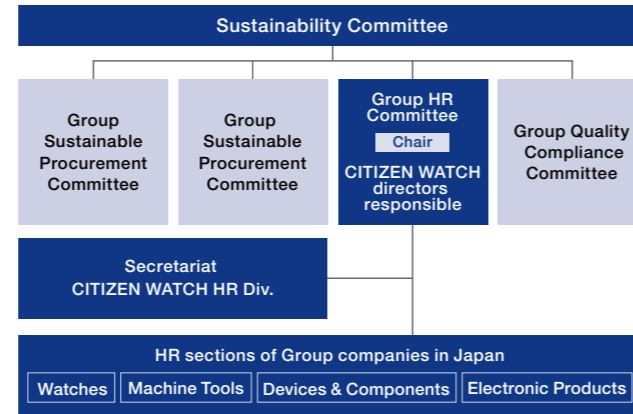 Sustainability Committee
Group
Sustainable
Procurement
Committee
Group
Sustainable
Procurement
Committee
Group HR
Committee
Chair
CITIZEN WATCH
directors
responsible
Group Quality
Compliance
Committee
Secretariat
CITIZEN WATCH HR Div.
HR sections of Group companies in Japan
Watches
Machine Tools
Devices & Components
Electronic Products